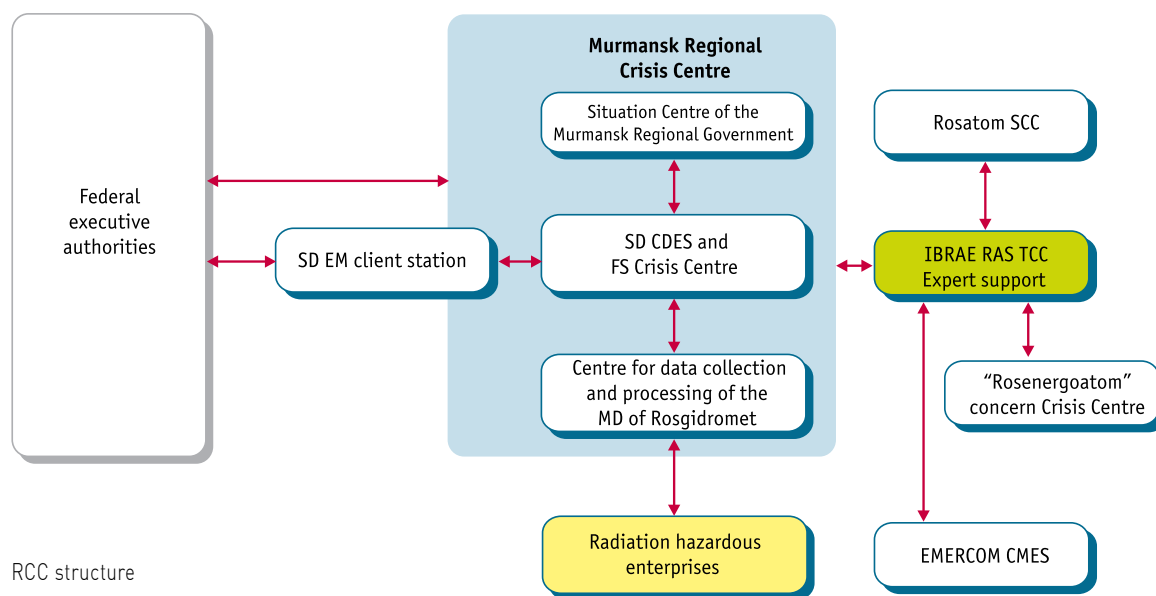 Murmansk Regional
Crisis Centre
Situation Centre of the
Murmansk Regional Government
Rosatom SCC
Federal
executive
authorities
SD EM client station
SD CDES and
FS Crisis Centre
IBRAE RAS TCC
Expert support
Centre for data collection
and processing of the
MD of Rosgidromet
“Rosenergoatom”
concern Crisis Centre
Radiation hazardous
enterprises
EMERCOM CMES
RCC structure